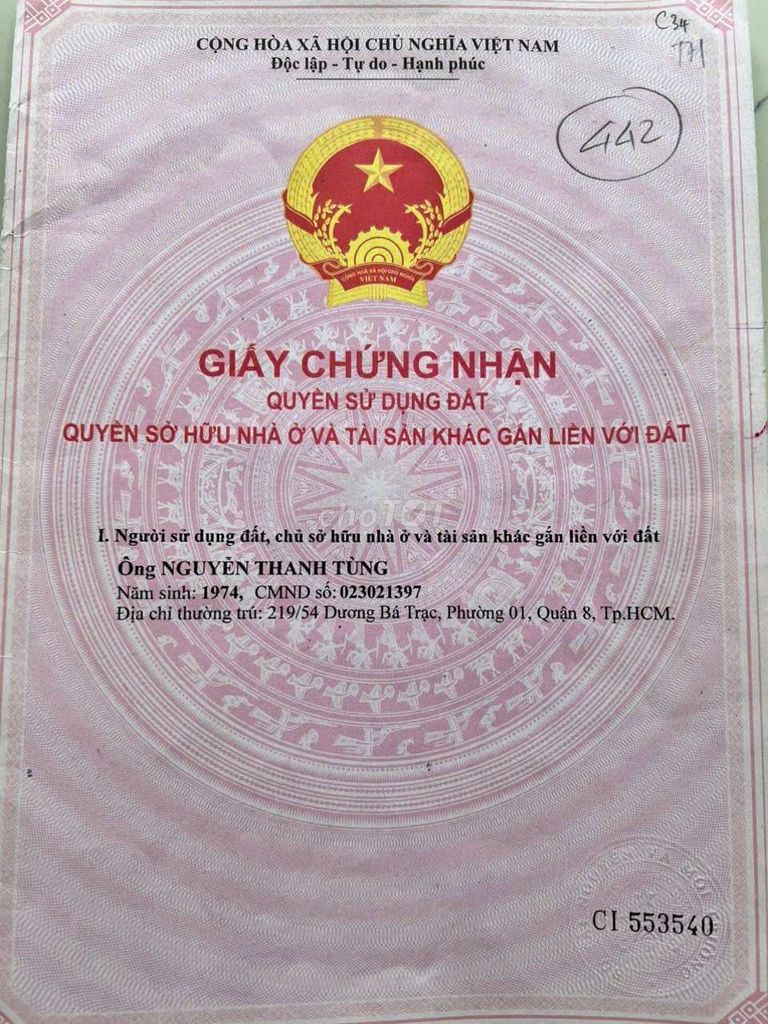 C34
171
CỘNG HÒA XÃ HỘI CHỦ NGHĨA VIỆT NAM
Độc lập - Tự do - Hạnh phúc
442
CỘNG HÒA XÃ HỘI CHỦ NGHĨA
VIỆT NAM
GIẤY CHỨNG NHẬN
QUYỀN SỬ DỤNG ĐẤT
QUYỀN SỞ HỮU NHÀ Ở VÀ TÀI SẢN KHÁC GẮN LIỀN VỚI ĐẤT
choTỐT
I. Người sử dụng đất, chủ sở hữu nhà ở và tài sản khác gắn liền với đất
Ông NGUYỄN THANH TÙNG
Năm sinh: 1974, CMND số: 023021397
Địa chỉ thường trú: 219/54 Dương Bá Trạc, Phường 01, Quận 8, Tp.HCM.
CI 553540